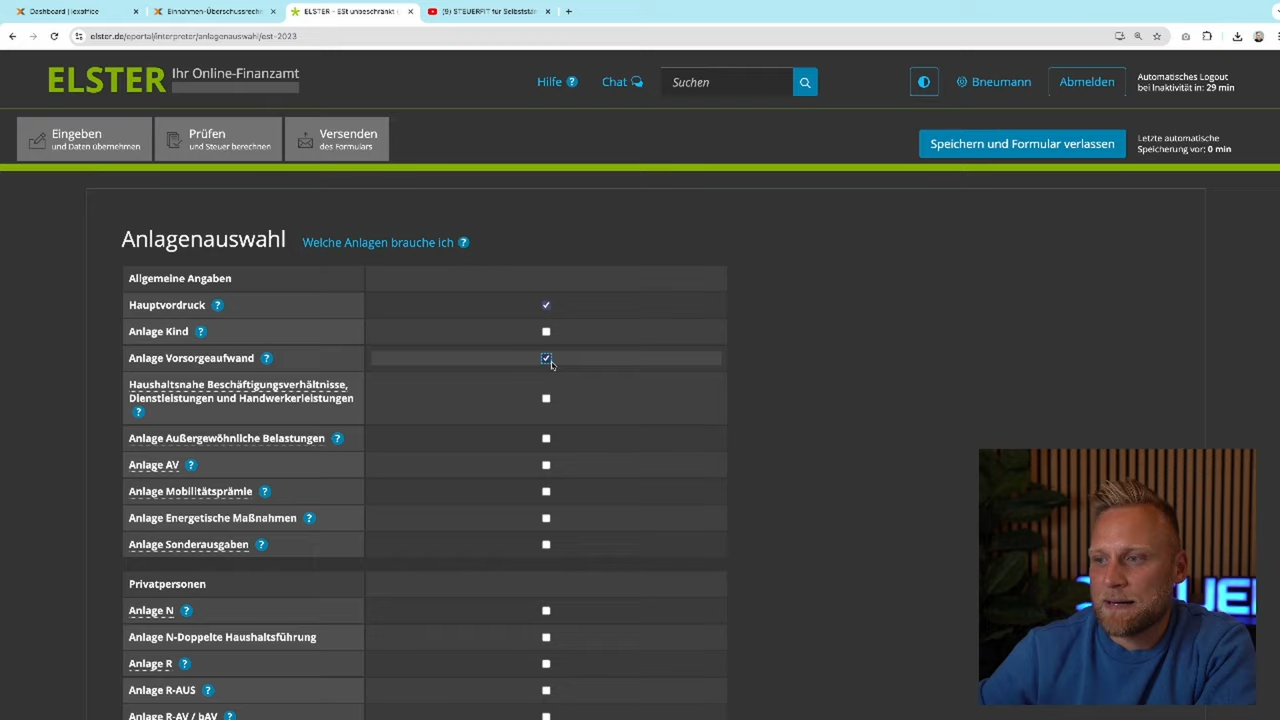 Dashboard | lexoffice
Einnahmen-Überschussrechn
ELSTER - ESt unbeschränkt (
(9) STEUERFIT für Selbststän
elster.de/eportal/interpreter/anlagenauswahl/est-2023
ELSTER Ihr Online-Finanzamt
Hilfe ?
Chat
Suchen
Bneumann
Abmelden
Automatisches Logout
bei Inaktivität in: 29 min
Eingeben
und Daten übernehmen
Prüfen
und Steuer berechnen
Versenden
des Formulars
Speichern und Formular verlassen
Letzte automatische
Speicherung vor: 0 min
Anlagenauswahl
Welche Anlagen brauche ich ?
Allgemeine Angaben
Hauptvordruck ?
Anlage Kind ?
Anlage Vorsorgeaufwand ?
Haushaltsnahe Beschäftigungsverhältnisse,
Dienstleistungen und Handwerkerleistungen
?
Anlage Außergewöhnliche Belastungen ?
Anlage AV ?
Anlage Mobilitätsprämie ?
Anlage Energetische Maßnahmen ?
Anlage Sonderausgaben ?
Privatpersonen
Anlage N ?
Anlage N-Doppelte Haushaltsführung
Anlage R ?
Anlage R-AUS ?
Anlage R-AV / bAV ?